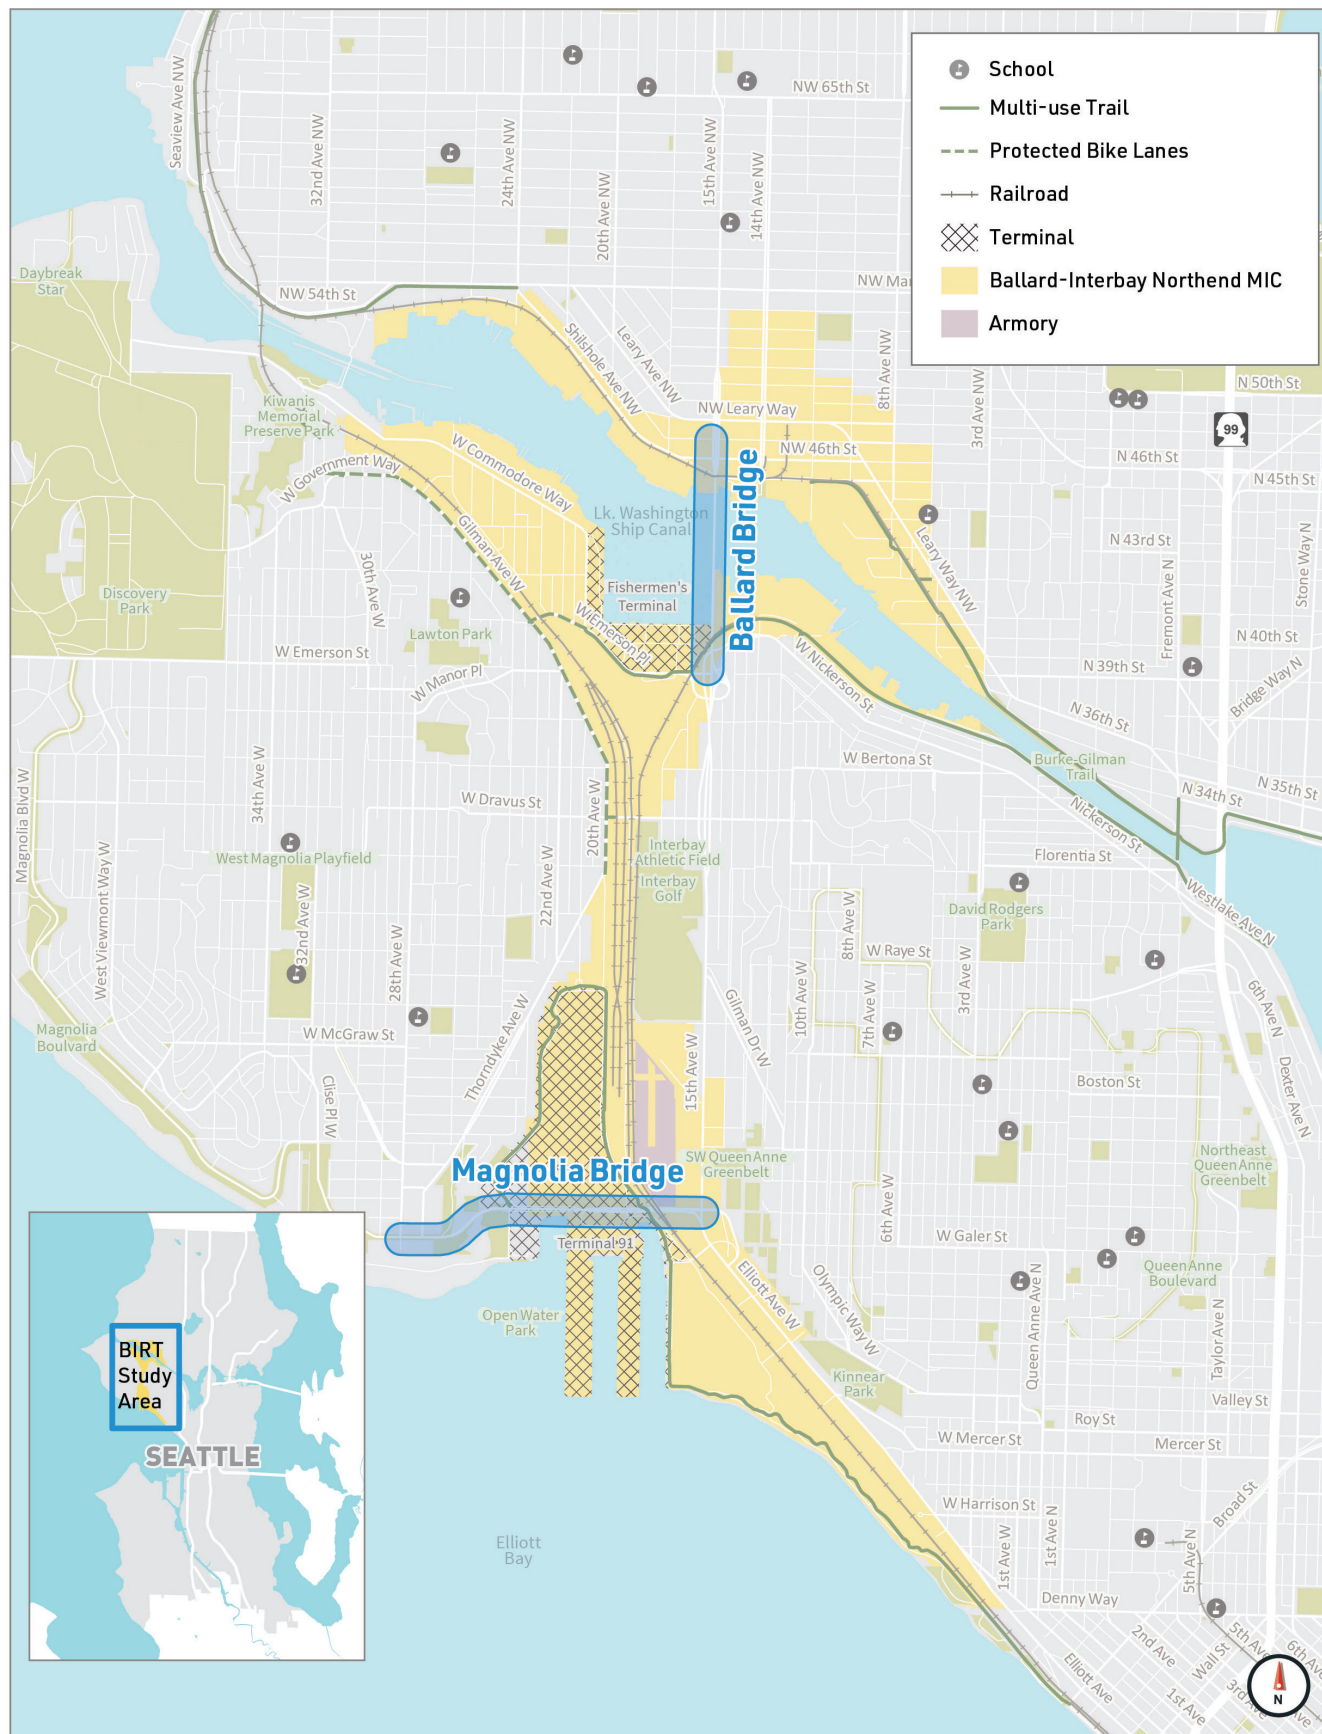 School
Multi-use Trail
Protected Bike Lanes
Railroad
Terminal
Ballard-Interbay Northend MIC
Armory
Seaview Ave NW
32nd Ave NW
24th Ave NW
20th Ave NW
15th Ave NW
14th Ave NW
NW 65th St
NW Mar
8th Ave NW
3rd Ave NW
Daybreak
Star
NW 54th St
Shilshole Ave NW
Leary Ave NW
NW Leary Way
NW 46th St
N 50th St
99
N 46th St
N 45th St
Kiwanis
Memorial
Preserve Park
W Government Way
W Commodore Way
Gilman Ave W
Lk. Washington
Ship Canal
Ballard Bridge
Leary Way NW
N 43rd St
Fremont Ave N
Stone Way N
Discovery
Park
30th Ave W
Lawton Park
Fishermen's
Terminal
W Emerson Pl
W Emerson St
W Manor Pl
W Nickerson St
N 40th St
N 39th St
Bridge Way N
N 36th St
W Bertona St
Burke-Gilman
Trail
N 35th St
N 34th St
Magnolia Blvd W
34th Ave W
W Dravus St
20th Ave W
Nickerson St
West Magnolia Playfield
Interbay
Athletic Field
Interbay
Golf
Florentia St
West Viewmont Way W
32nd Ave W
28th Ave W
22nd Ave W
8th Ave W
David Rodgers
Park
Westlake Ave N
W Raye St
3rd Ave W
10th Ave W
7th Ave W
6th Ave N
Magnolia
Boulvard
W McGraw St
Thorndyke Ave W
15th Ave W
Gilman Dr W
Boston St
Dexter Ave N
Clise Pl W
Magnolia Bridge
SW Queen Anne
Greenbelt
Northeast
Queen Anne
Greenbelt
6th Ave W
W Galer St
Terminal 91
Elliott Ave W
Olympic Way W
Queen Anne Ave N
Queen Anne
Boulevard
Taylor Ave N
Open Water
Park
Kinnear
Park
Valley St
Roy St
W Mercer St
Mercer St
BIRT
Study
Area
SEATTLE
W Harrison St
Broad St
Elliott
Bay
1st Ave W
1st Ave N
5th Ave N
Denny Way
2nd Ave
Wall St
5th Ave
6th Av
Elliott Ave
1st Ave
3rd Ave
N